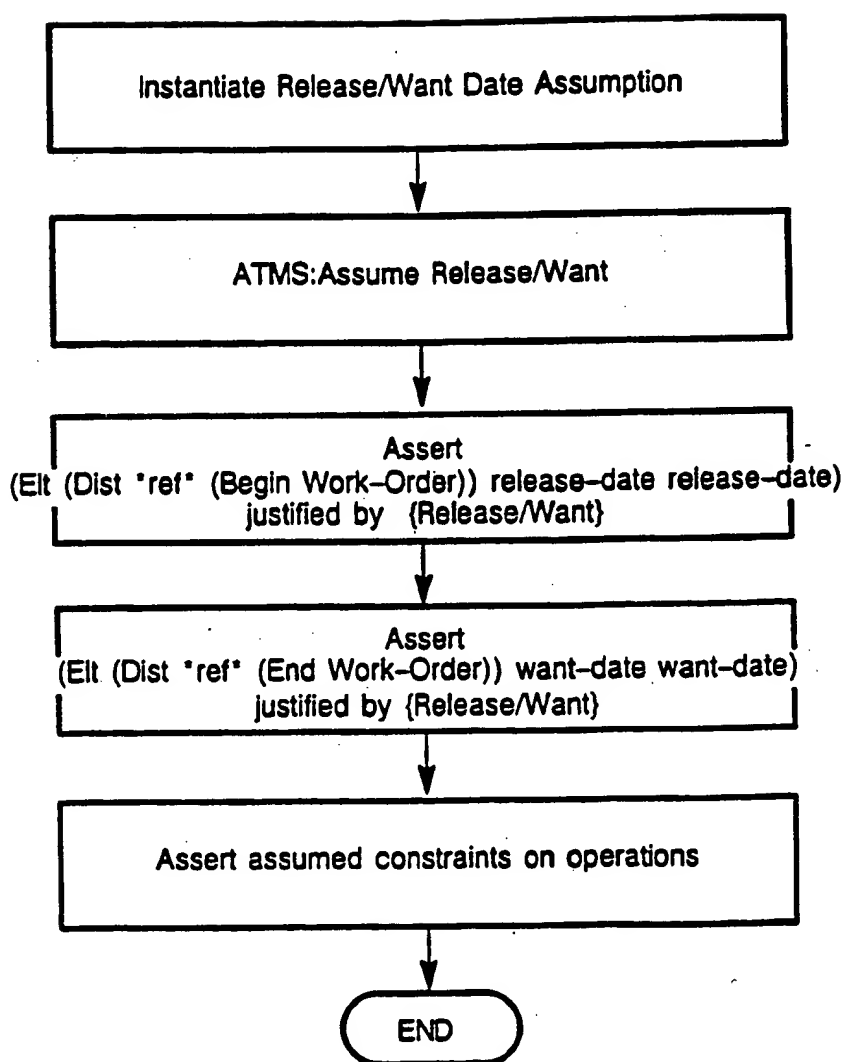 Instantiate Release/Want Date Assumption
ATMS:Assume Release/Want
Assert
(Elt (Dist *ref* (Begin Work-Order)) release-date release-date)
justified by {Release/Want}
Assert
(Elt (Dist *ref* (End Work-Order)) want-date want-date)
justified by {Release/Want}
Assert assumed constraints on operations
END